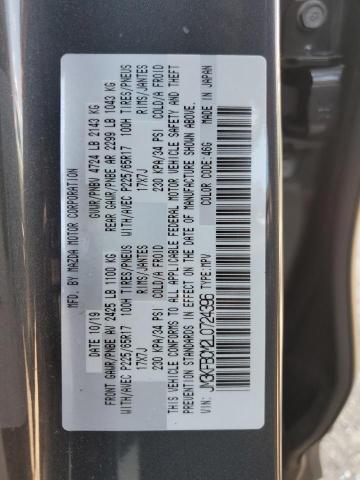 MFD. BY MAZDA MOTOR CORPORATION
DATE 10/19 GVWR/PNBV 4724 LB 2143 KG
FRONT GAWR/PNBE AV 2425 LB 1100 KG REAR GAWR/PNBE AR 2299 LB 1043 KG
WITH/AVEC P225/65R17 100H TIRES/PNEUS WITH/AVEC P225/65R17 100H TIRES/PNEUS
17X7J RIMS/JANTES 17X7J RIMS/JANTES
230 KPA/34 PSI COLD/A FROID 230 KPA/34 PSI COLD/A FROID
THIS VEHICLE CONFORMS TO ALL APPLICABLE FEDERAL MOTOR VEHICLE SAFETY AND THEFT
PREVENTION STANDARDS IN EFFECT ON THE DATE OF MANUFACTURE SHOWN ABOVE.
JM3KFBCM2L0724396 COLOR CODE:46G MADE IN JAPAN
VIN: TYPE:MPV